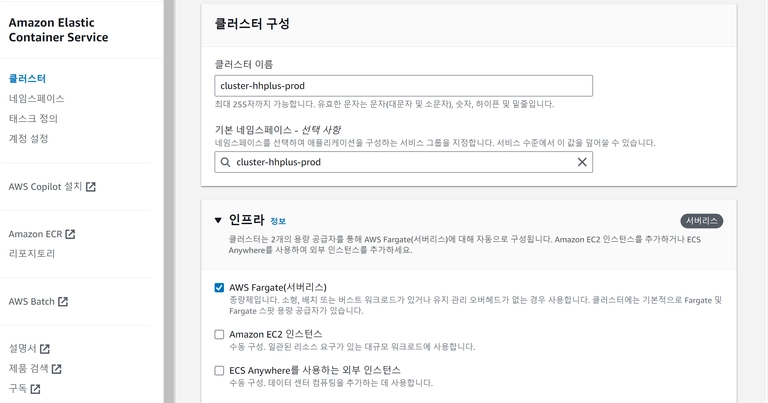 Amazon Elastic
Container Service
클러스터
네임스페이스
태스크 정의
계정 설정
AWS Copilot 설치
Amazon ECR
리포지토리
AWS Batch
설명서
제품 검색
구독
클러스터 구성
클러스터 이름
cluster-hhplus-prod
최대 255자까지 가능합니다. 유효한 문자는 문자(대문자 및 소문자), 숫자, 하이픈 및 밑줄입니다.
기본 네임스페이스 - 선택 사항
네임스페이스를 선택하여 애플리케이션을 구성하는 서비스 그룹을 지정합니다. 서비스 수준에서 이 값을 덮어쓸 수 있습니다.
cluster-hhplus-prod
인프라 정보
서버리스
클러스터는 2개의 용량 공급자를 통해 AWS Fargate(서버리스)에 대해 자동으로 구성됩니다. Amazon EC2 인스턴스를 추가하거나 ECS
Anywhere를 사용하여 외부 인스턴스를 추가하세요.
AWS Fargate(서버리스)
종량제입니다. 소형, 배치 또는 버스트 워크로드가 있거나 유지 관리 오버헤드가 없는 경우 사용합니다. 클러스터에는 기본적으로 Fargate 및
Fargate 스팟 용량 공급자가 있습니다.
Amazon EC2 인스턴스
수동 구성. 일관된 리소스 요구가 있는 대규모 워크로드에 사용합니다.
ECS Anywhere를 사용하는 외부 인스턴스
수동 구성. 데이터 센터 컴퓨팅을 추가하는 데 사용합니다.